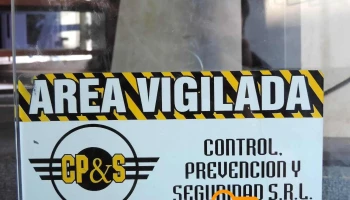 AREA VIGILADA
CP&S
CONTROL,
PREVENCION Y
SEGURIDAD S.R.L.